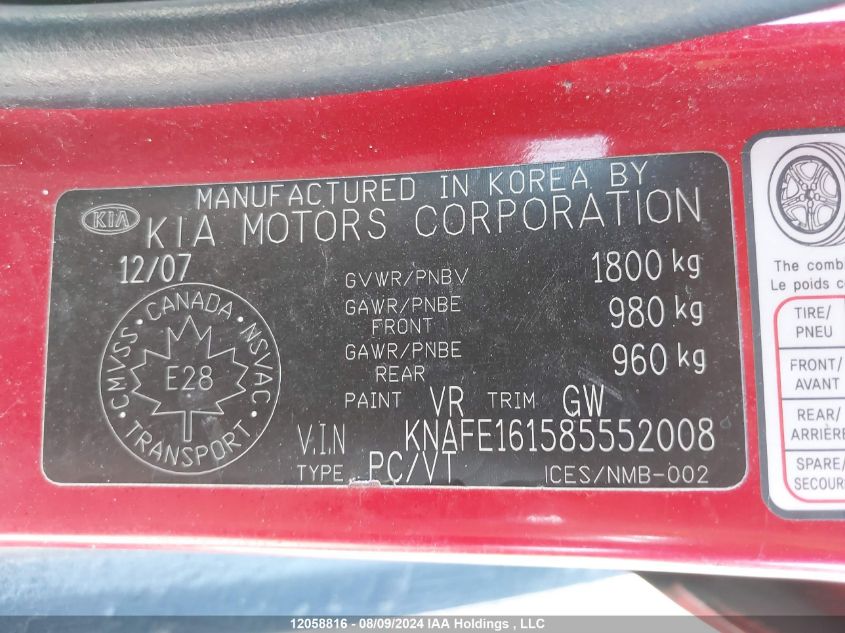 MANUFACTURED IN KOREA BY
KIA
KIA MOTORS CORPORATION
12/07
GVWR/PNBV 1800 kg
GAWR/PNBE FRONT 980 kg
GAWR/PNBE REAR 960 kg
PAINT VR TRIM GW
V.I.N KNAFE161585552008
TYPE PC/VT ICES/NMB-002
CANADA
CMVSS · NSVAC
E28
TRANSPORT
The comb
Le poids c
TIRE/
PNEU
FRONT/
AVANT
REAR/
ARRIÈRE
SPARE/
SECOURS
12058816 - 08/09/2024 IAA Holdings , LLC